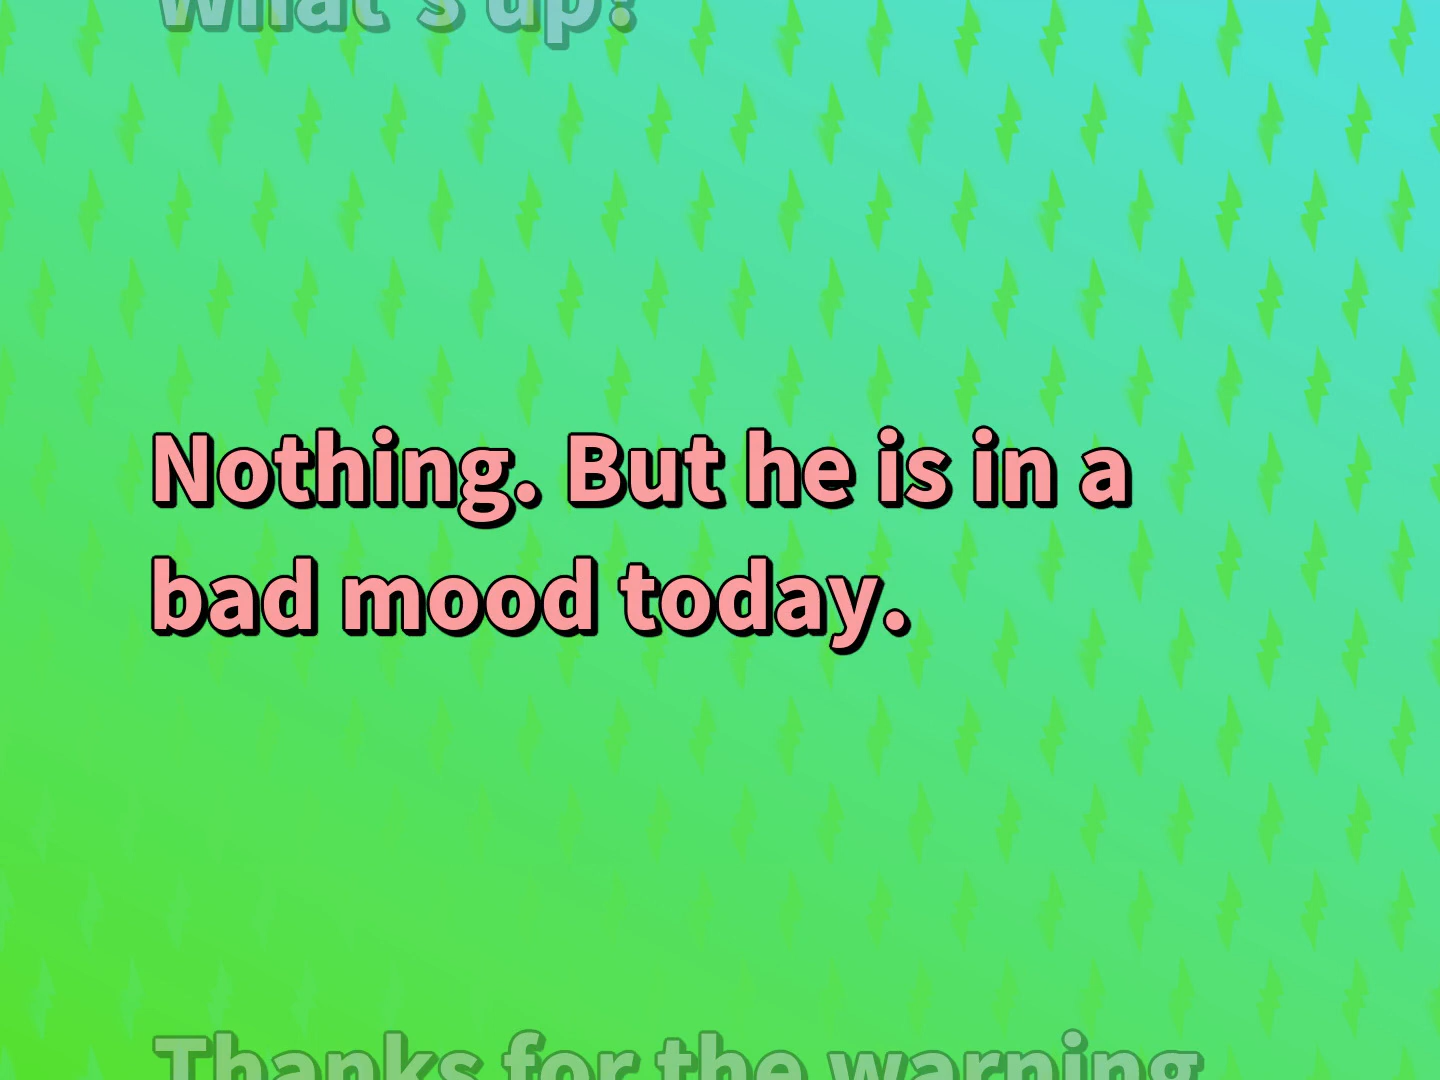 what's up?
Nothing. But he is in a
bad mood today.
Thanks for the warning